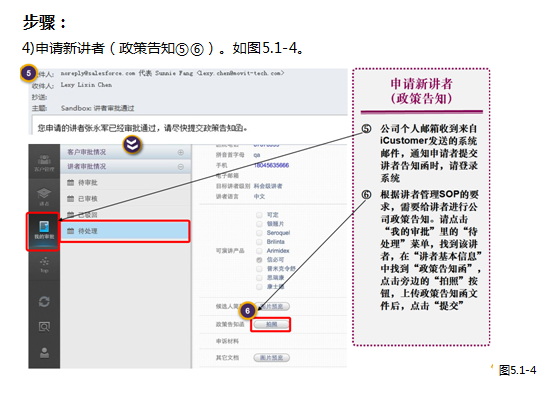 步骤：
4)申请新讲者（政策告知⑤⑥）。如图5.1-4。
5
件人: noreply@salesforce.com 代表 Sunnie Fang <lexy.chen@movit-tech.com>
收件人: Lexy Lixin Chen
抄送:
主题: Sandbox: 讲者审批通过
您申请的讲者张永军已经审批通过，请尽快提交政策告知函。
客户管理
讲者
我的审批
Top
客户审批情况
讲者审批情况
待审批
已审核
已驳回
待处理
拼音首字母 qe
手机 18045635666
电子邮箱
目标讲者级别 科会级讲者
讲者语言 中文
可演讲产品
可定
镇痛片
Seroquel
Brilinta
Arimidex
信必可
普米克令舒
思瑞康
康士德
图片预览
6
政策告知函 拍照
申诉材料
其它文档 图片预览
申请新讲者
(政策告知)
⑤ 公司个人邮箱收到来自
iCustomer发送的系统
邮件，通知申请者提交
讲者告知函时，请登录
系统
⑥ 根据讲者管理SOP的要
求，需要给讲者进行公
司政策告知。请点击
“我的审批”里的“待
处理”菜单，找到该讲
者，在“讲者基本信息”
中找到“政策告知函”，
点击旁边的“拍照”按
钮，上传政策告知函文
件后，点击“提交”
图5.1-4